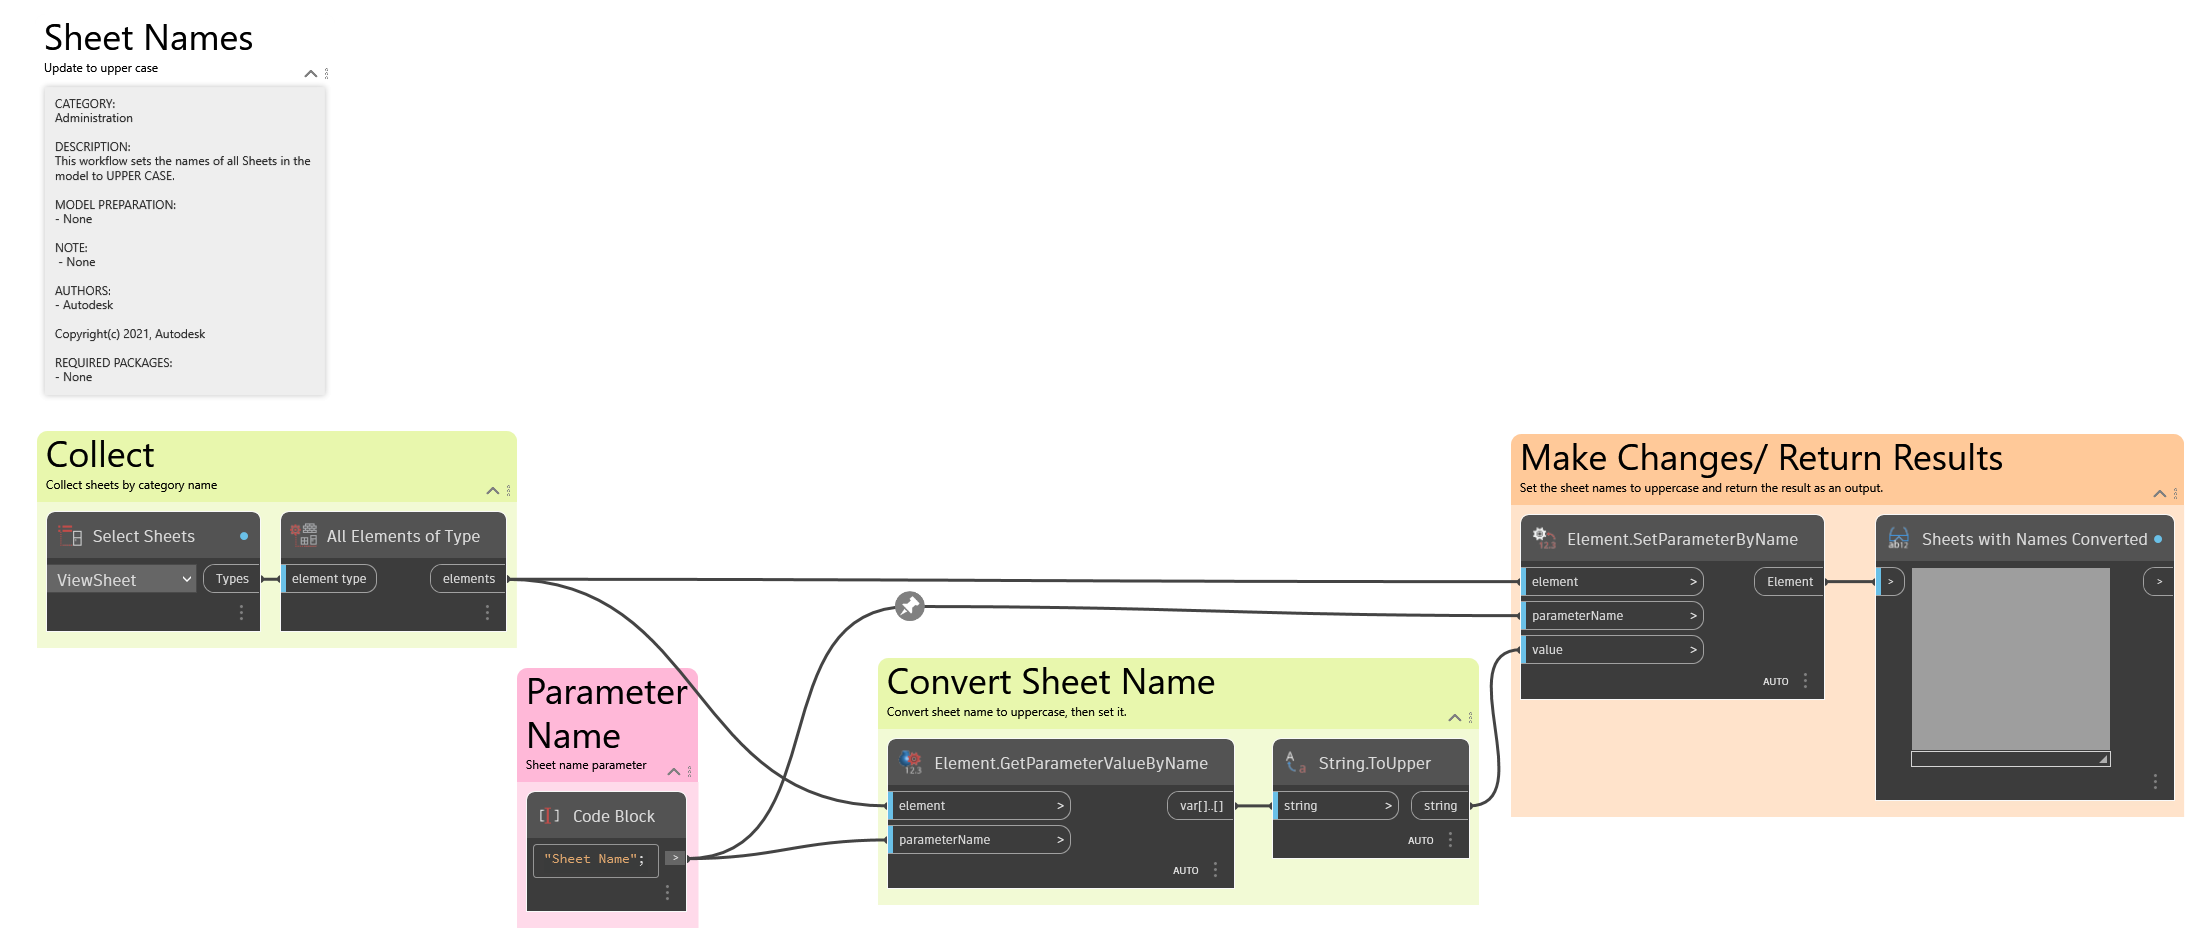 Sheet Names
Update to upper case
CATEGORY:
Administration
DESCRIPTION:
This workflow sets the names of all Sheets in the
model to UPPER CASE.
MODEL PREPARATION:
- None
NOTE:
- None
AUTHORS:
- Autodesk
Copyright(c) 2021, Autodesk
REQUIRED PACKAGES:
- None
Collect
Collect sheets by category name
Select Sheets
ViewSheet
Types
All Elements of Type
element type
elements
Parameter
Name
Sheet name parameter
Code Block
"Sheet Name";
>
Convert Sheet Name
Convert sheet name to uppercase, then set it.
Element.GetParameterValueByName
element >
var[]..[]
parameterName >
AUTO
String.ToUpper
string >
string
AUTO
Make Changes/ Return Results
Set the sheet names to uppercase and return the result as an output.
Element.SetParameterByName
element >
Element
parameterName >
value >
AUTO
Sheets with Names Converted
>
>